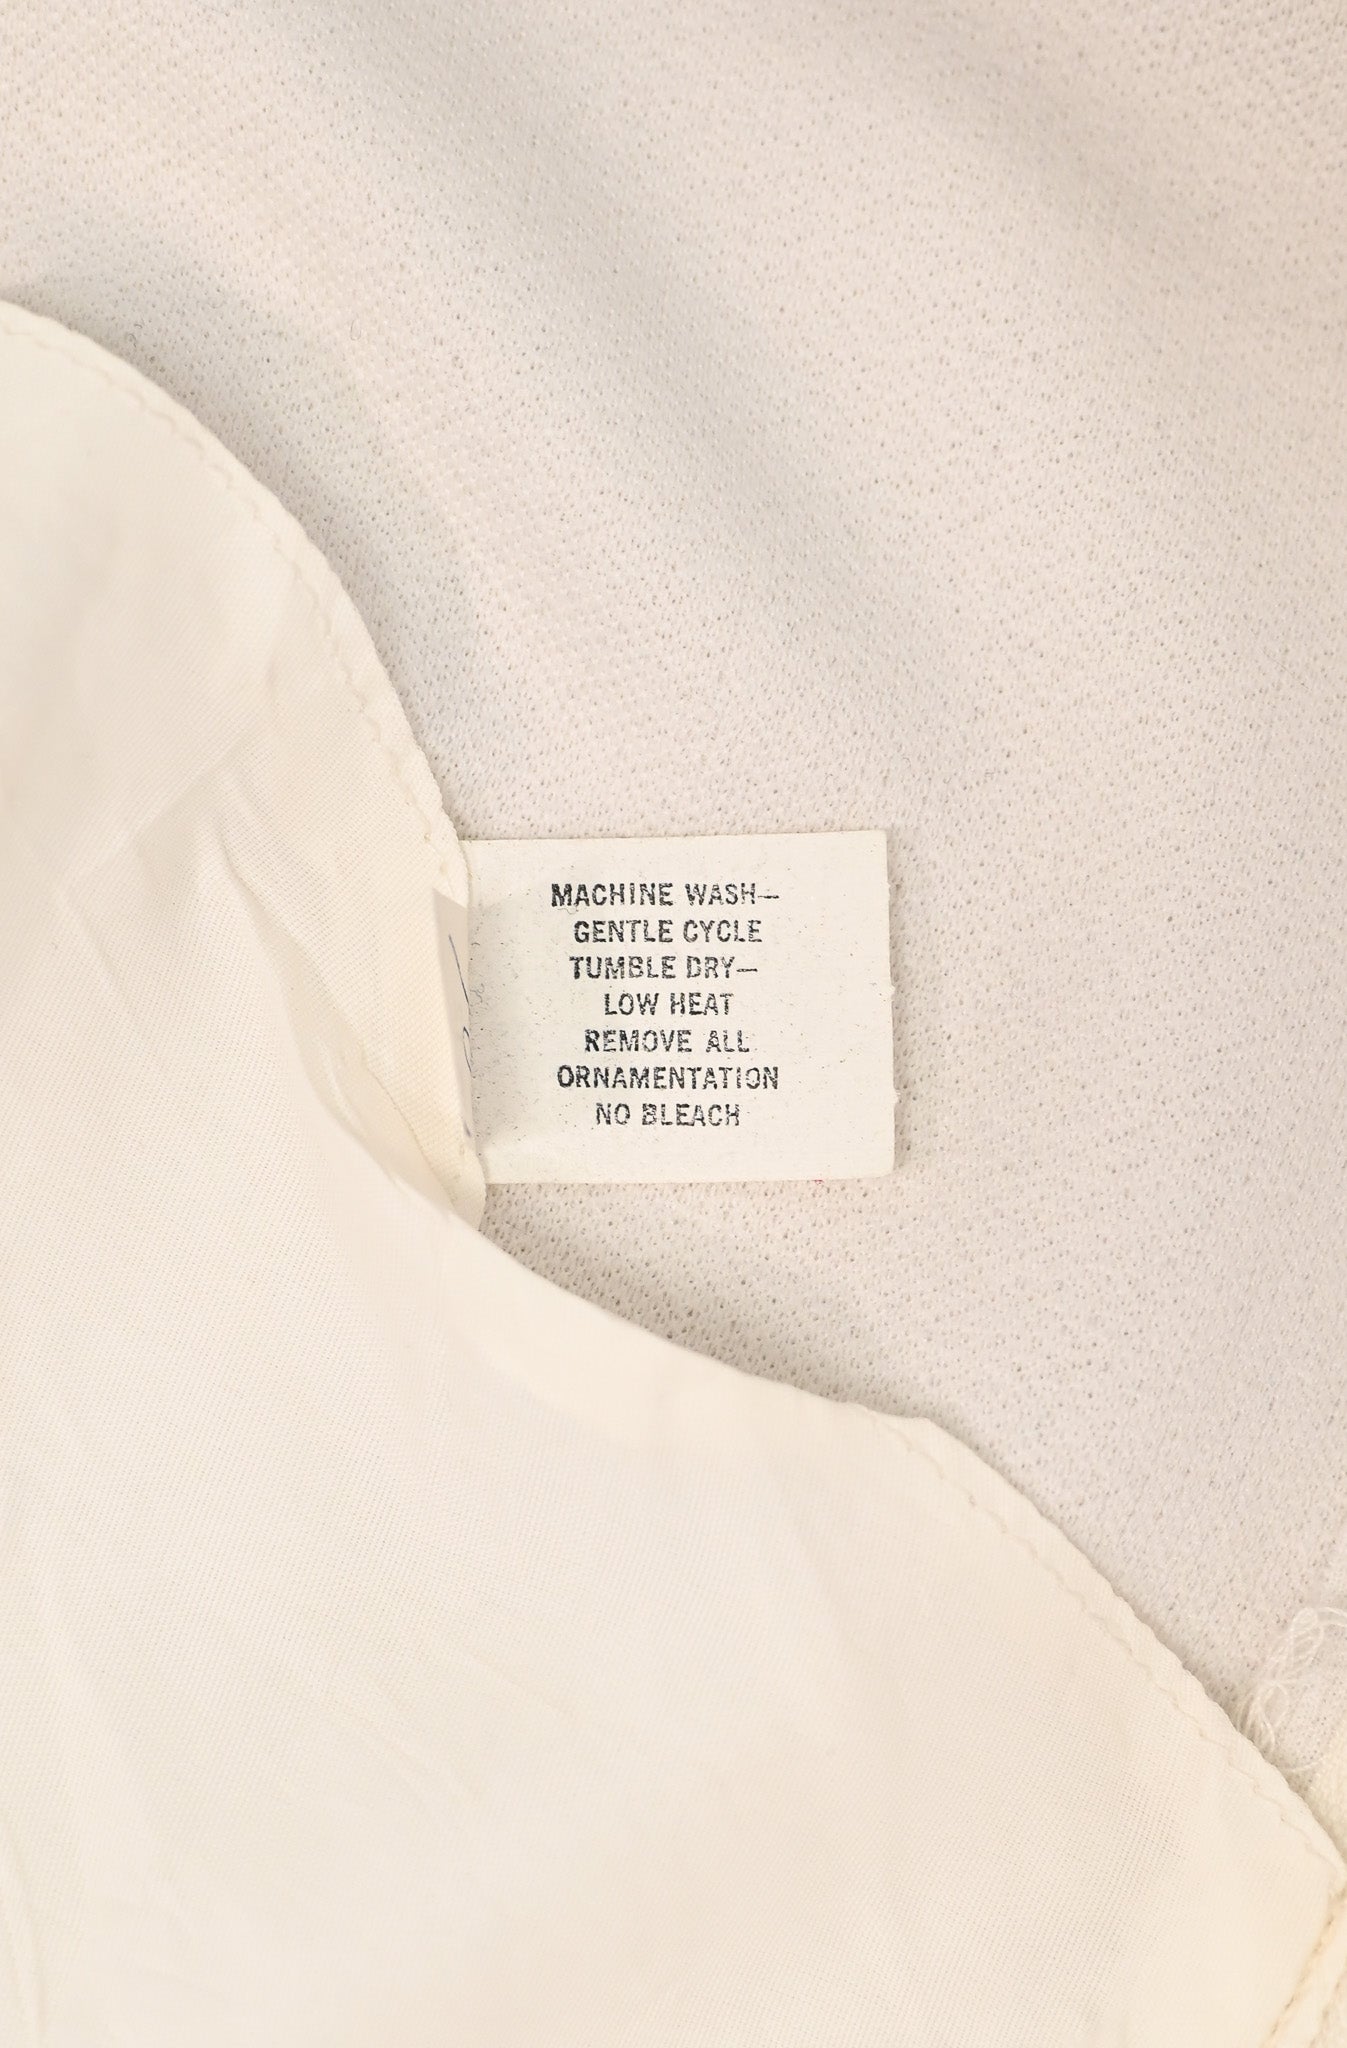 MACHINE WASH—
GENTLE CYCLE
TUMBLE DRY—
LOW HEAT
REMOVE ALL
ORNAMENTATION
NO BLEACH